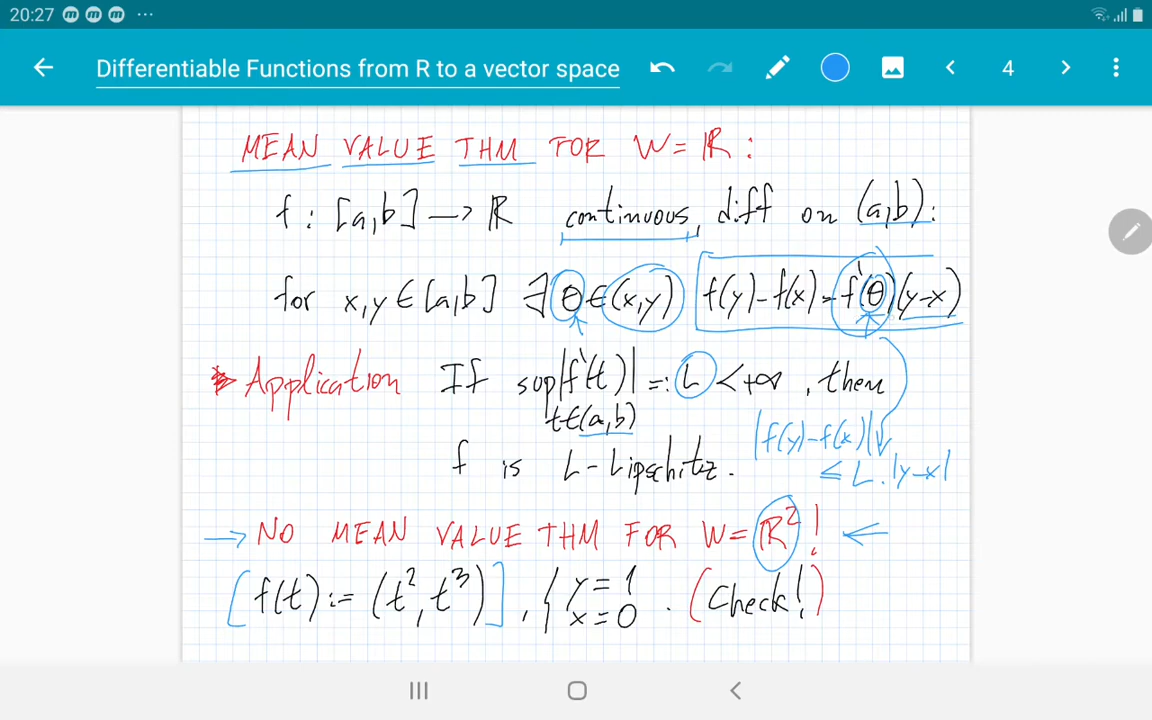 20:27
Differentiable Functions from R to a vector space 4
MEAN VALUE THM FOR W = ℝ :
f : [a,b] → ℝ continuous, diff on (a,b) :
for x, y ∈ [a,b] ∃ θ ∈ (x,y) f(y) - f(x) = f'(θ)(y-x)
Application If sup|f'(t)| =: L < +∞, then
t∈(a,b)
|f(y) - f(x)|
f is L-Lipschitz. ≤ L. |y-x|
→ NO MEAN VALUE THM FOR W = ℝ² ! ←
[f(t) := (t², t³)], { y = 1
x = 0 . (Check!)